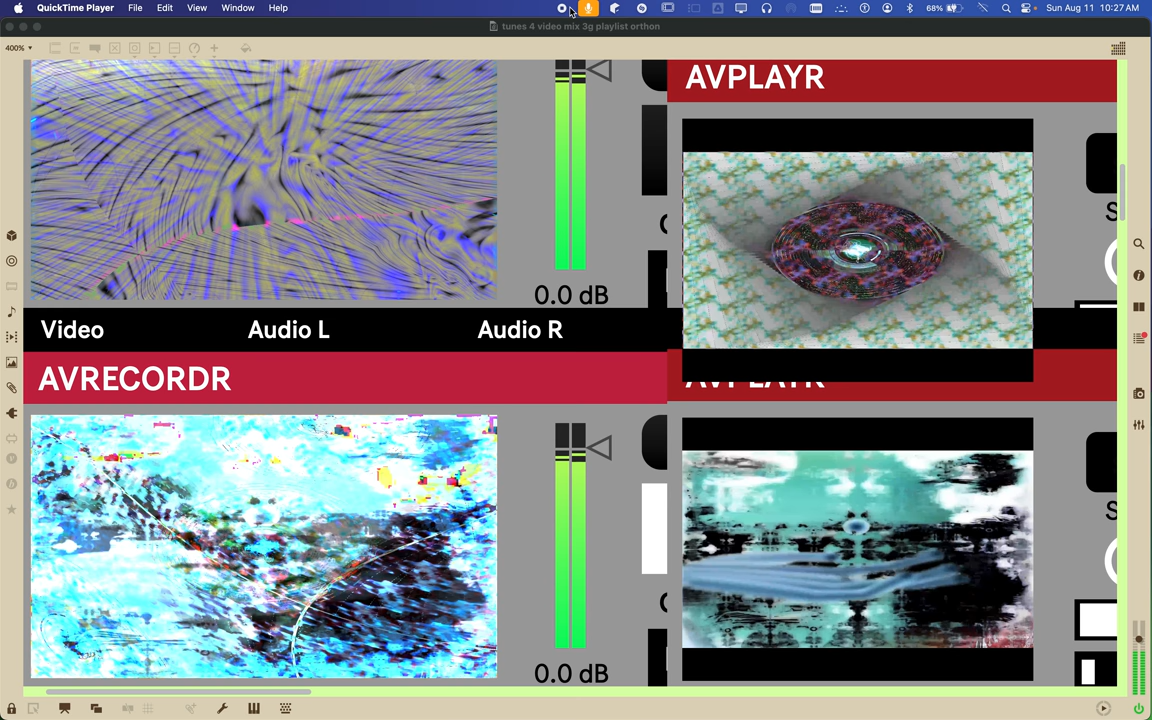 QuickTime Player File Edit View Window Help 68% Sun Aug 11 10:27 AM
tunes 4 video mix 3g playlist orthon
400%
AVPLAYR
0.0 dB
Video Audio L Audio R
AVRECORDR
AVPLAYR
0.0 dB